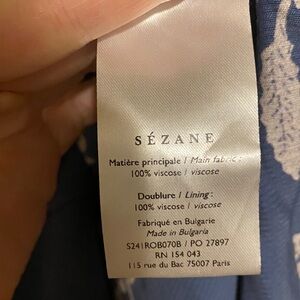 SÉZANE
Matière principale / Main fabric :
100% viscose / viscose
Doublure / Lining :
100% viscose / viscose
Fabriqué en Bulgarie
Made in Bulgaria
S241ROB070B / PO 27897
RN 154 043
115 rue du Bac 75007 Paris